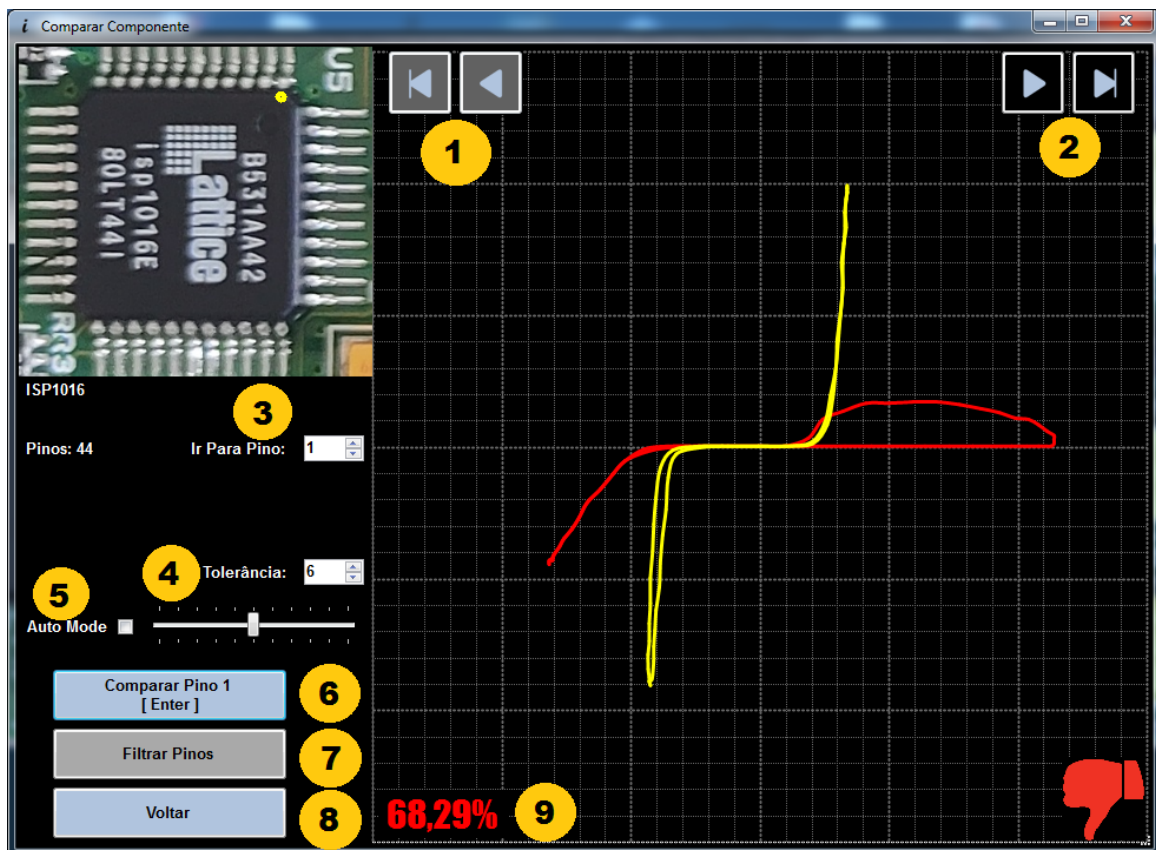 i Comparar Componente
U5
B531AA42
Lattice
isp1016E
80LT44I
RR3
ISP1016
Pinos: 44
Ir Para Pino:
1
Tolerância:
6
Auto Mode
Comparar Pino 1
[ Enter ]
Filtrar Pinos
Voltar
1
2
3
4
5
6
7
8
9
68,29%